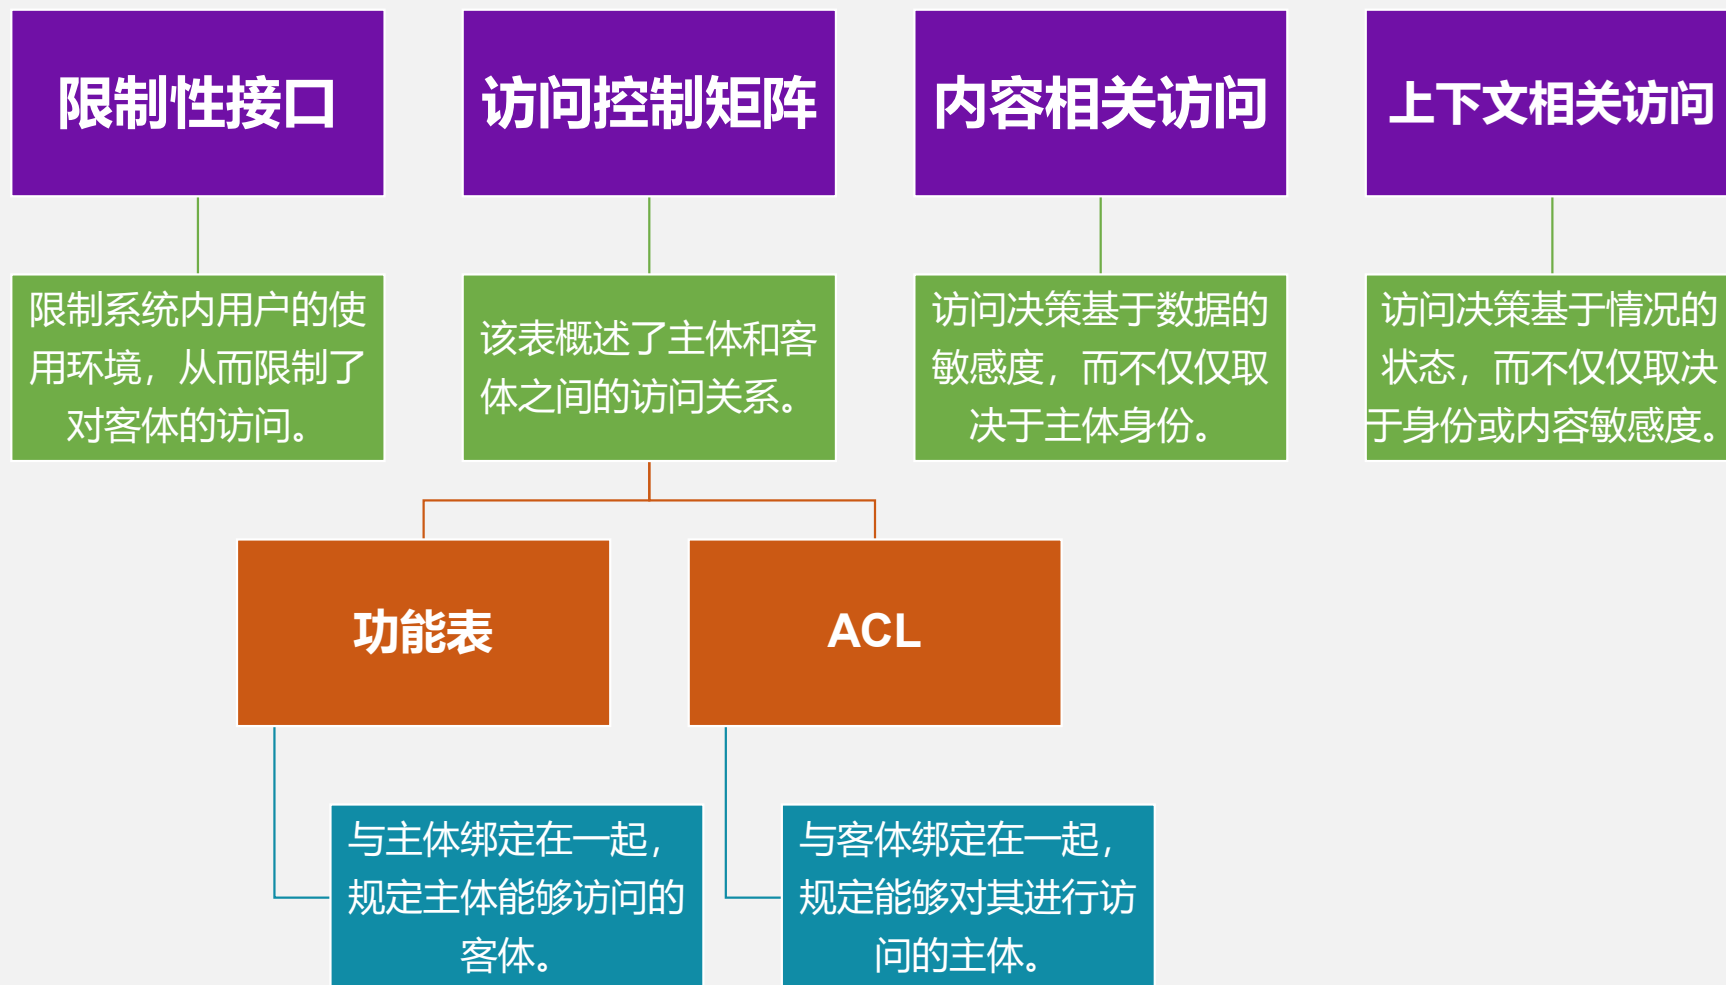 限制性接口
访问控制矩阵
内容相关访问
上下文相关访问
限制系统内用户的使
用环境，从而限制了
对客体的访问。
该表概述了主体和客
体之间的访问关系。
访问决策基于数据的
敏感度，而不仅仅取
决于主体身份。
访问决策基于情况的
状态，而不仅仅取决
于身份或内容敏感度。
功能表
ACL
与主体绑定在一起，
规定主体能够访问的
客体。
与客体绑定在一起，
规定能够对其进行访
问的主体。